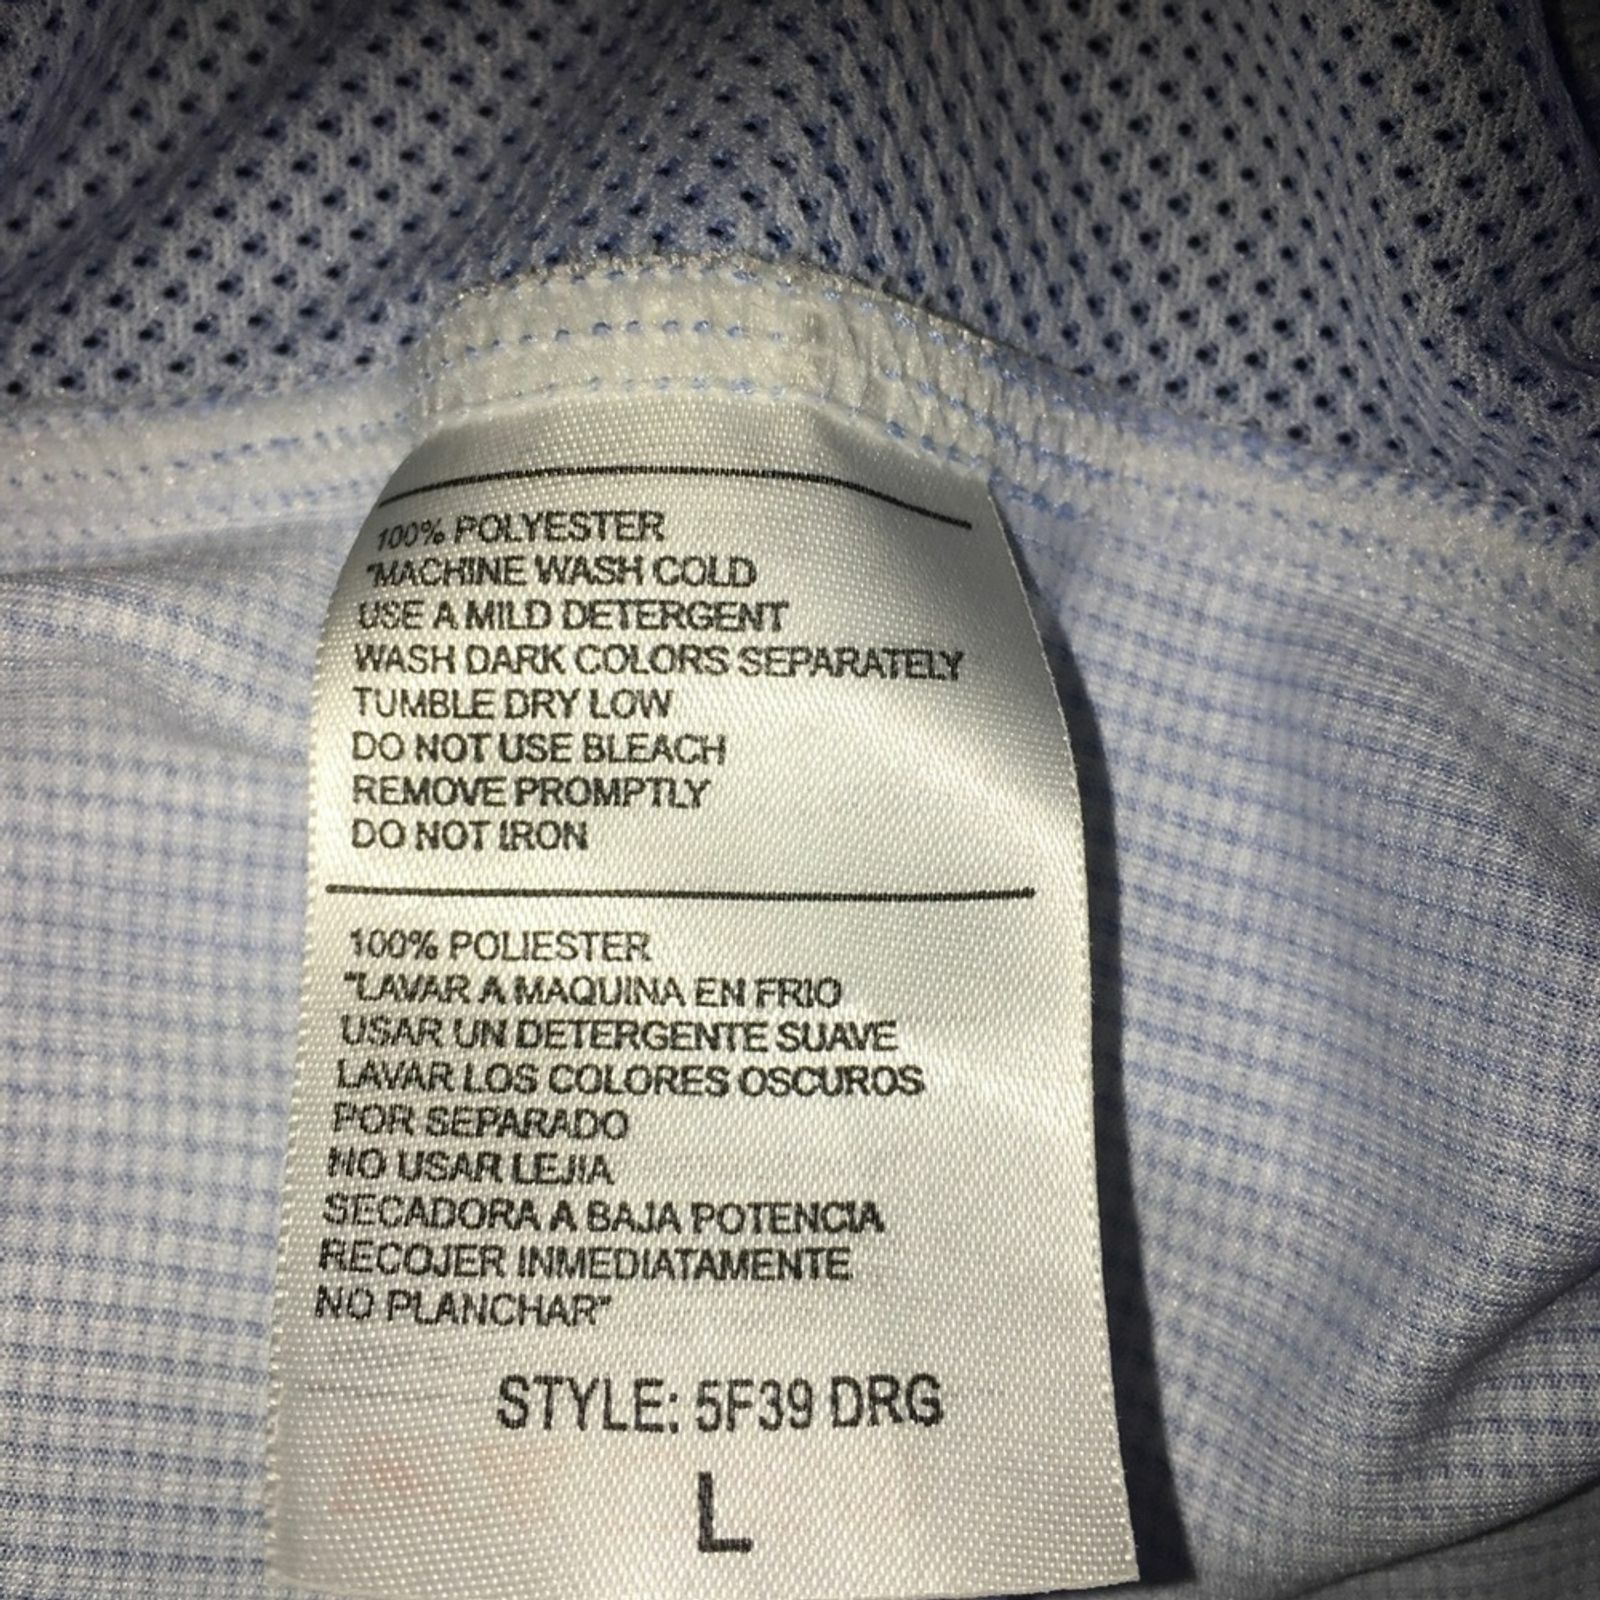 100% POLYESTER
"MACHINE WASH COLD
USE A MILD DETERGENT
WASH DARK COLORS SEPARATELY
TUMBLE DRY LOW
DO NOT USE BLEACH
REMOVE PROMPTLY
DO NOT IRON
100% POLIESTER
"LAVAR A MAQUINA EN FRIO
USAR UN DETERGENTE SUAVE
LAVAR LOS COLORES OSCUROS
POR SEPARADO
NO USAR LEJIA
SECADORA A BAJA POTENCIA
RECOJER INMEDIATAMENTE
NO PLANCHAR"
STYLE: 5F39 DRG
L